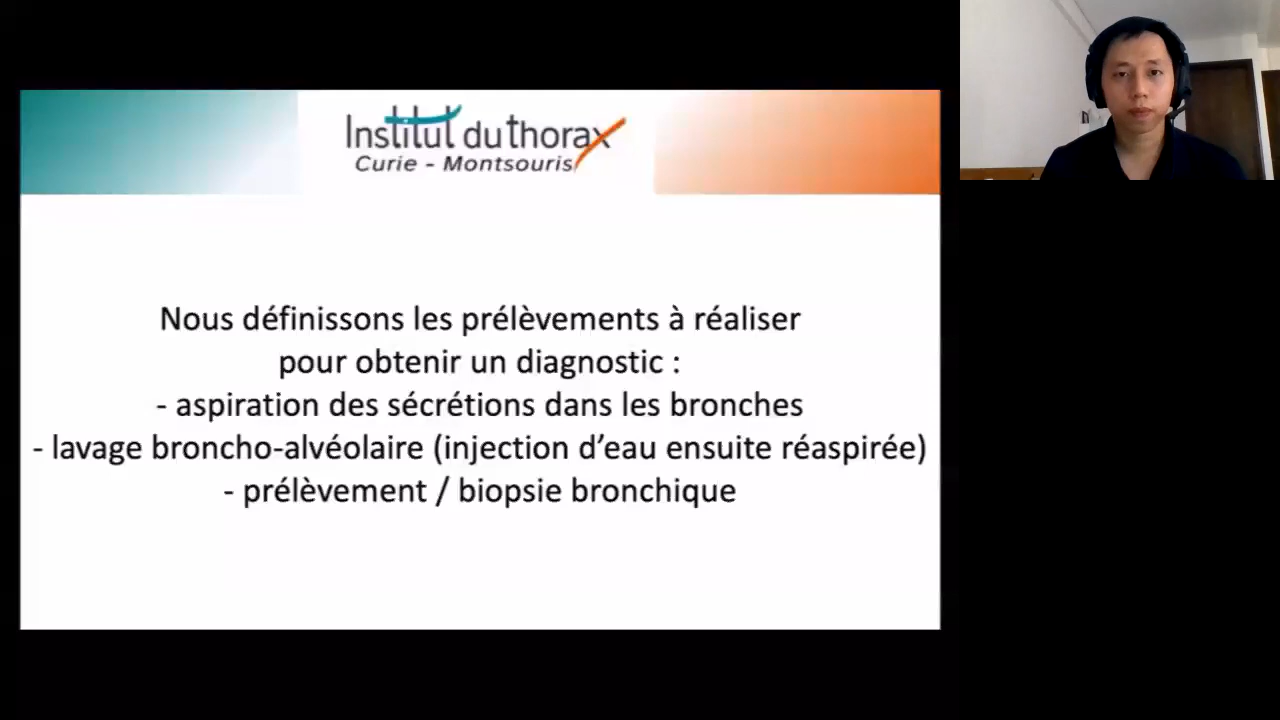 Institut du thorax
Curie - Montsouris
Nous définissons les prélèvements à réaliser
pour obtenir un diagnostic :
- aspiration des sécrétions dans les bronches
- lavage broncho-alvéolaire (injection d’eau ensuite réaspirée)
- prélèvement / biopsie bronchique